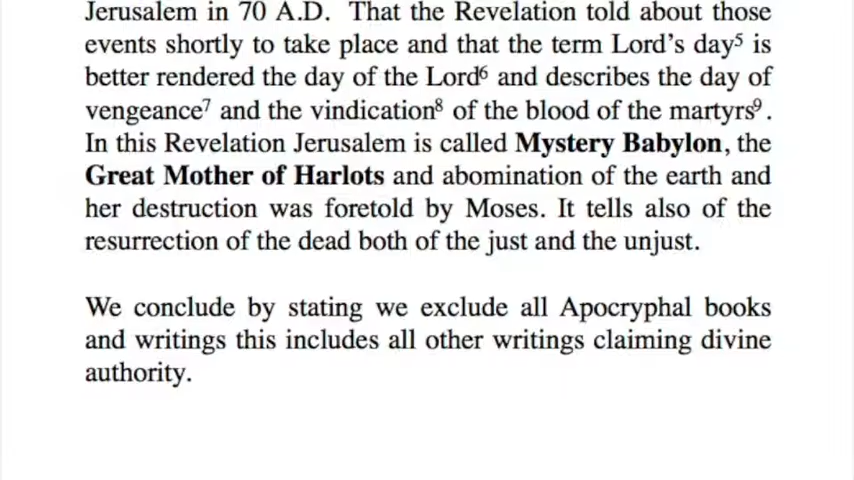 Jerusalem in 70 A.D. That the Revelation told about those
events shortly to take place and that the term Lord’s day⁵ is
better rendered the day of the Lord⁶ and describes the day of
vengeance⁷ and the vindication⁸ of the blood of the martyrs⁹.
In this Revelation Jerusalem is called Mystery Babylon, the
Great Mother of Harlots and abomination of the earth and
her destruction was foretold by Moses. It tells also of the
resurrection of the dead both of the just and the unjust.
We conclude by stating we exclude all Apocryphal books
and writings this includes all other writings claiming divine
authority.